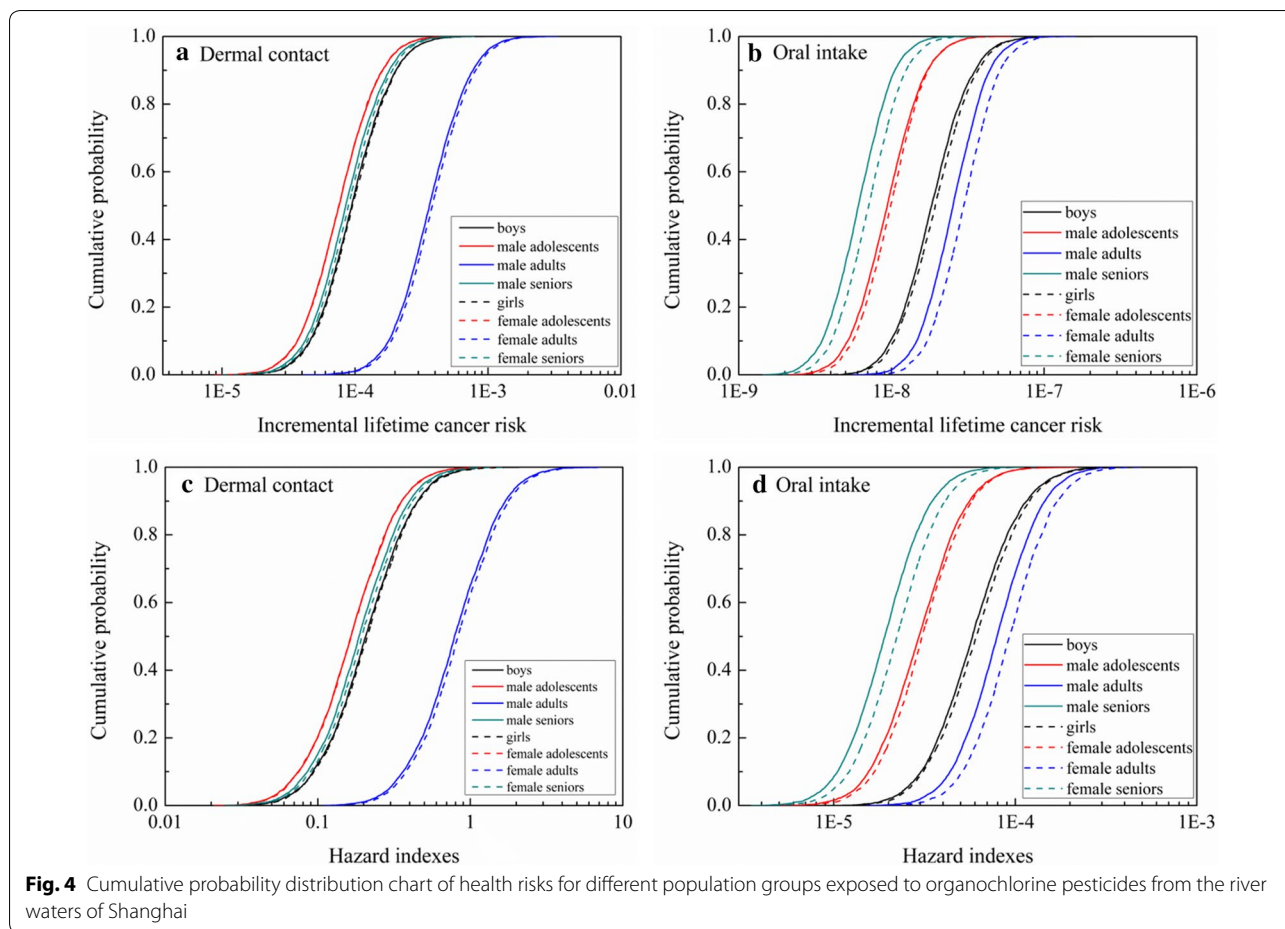 a Dermal contact
1.0
0.8
0.6
0.4
0.2
0.0
Cumulative probability
boys
male adolescents
male adults
male seniors
girls
female adolescents
female adults
female seniors
1E-5
1E-4
1E-3
0.01
Incremental lifetime cancer risk
b Oral intake
1.0
0.8
0.6
0.4
0.2
0.0
Cumulative probability
boys
male adolescents
male adults
male seniors
girls
female adolescents
female adults
female seniors
1E-9
1E-8
1E-7
1E-6
Incremental lifetime cancer risk
c Dermal contact
1.0
0.8
0.6
0.4
0.2
0.0
Cumulative probability
boys
male adolescents
male adults
male seniors
girls
female adolescents
female adults
female seniors
0.01
0.1
1
10
Hazard indexes
d Oral intake
1.0
0.8
0.6
0.4
0.2
0.0
Cumulative probability
boys
male adolescents
male adults
male seniors
girls
female adolescents
female adults
female seniors
1E-5
1E-4
1E-3
Hazard indexes
Fig. 4 Cumulative probability distribution chart of health risks for different population groups exposed to organochlorine pesticides from the river
waters of Shanghai